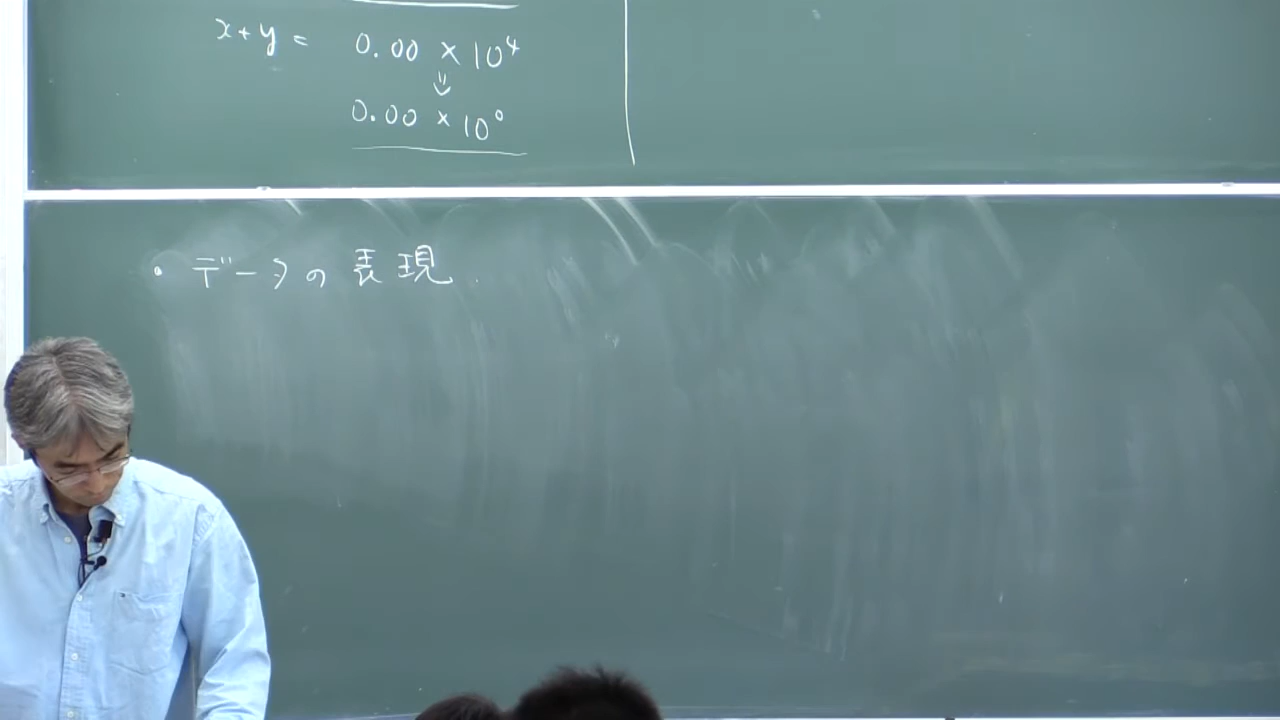 x+y = 0.00 × 10⁴
⇓
0.00 × 10⁰
・データの表現